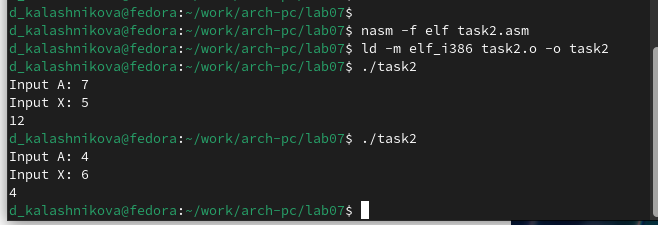 d_kalashnikova@fedora:~/work/arch-pc/lab07$
d_kalashnikova@fedora:~/work/arch-pc/lab07$ nasm -f elf task2.asm
d_kalashnikova@fedora:~/work/arch-pc/lab07$ ld -m elf_i386 task2.o -o task2
d_kalashnikova@fedora:~/work/arch-pc/lab07$ ./task2
Input A: 7
Input X: 5
12
d_kalashnikova@fedora:~/work/arch-pc/lab07$ ./task2
Input A: 4
Input X: 6
4
d_kalashnikova@fedora:~/work/arch-pc/lab07$